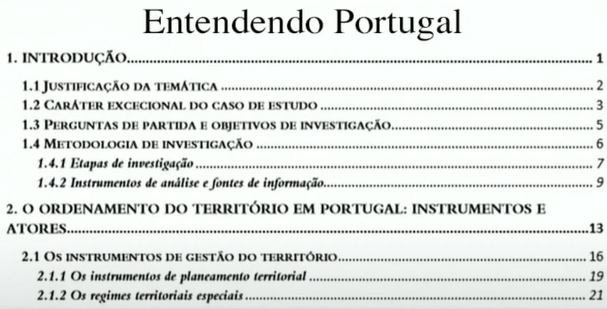 Entendendo Portugal
1. INTRODUÇÃO........ 1
1.1 JUSTIFICAÇÃO DA TEMÁTICA ........ 2
1.2 CARÁTER EXCECIONAL DO CASO DE ESTUDO ........ 3
1.3 PERGUNTAS DE PARTIDA E OBJETIVOS DE INVESTIGAÇÃO........ 5
1.4 METODOLOGIA DE INVESTIGAÇÃO ........ 6
1.4.1 Etapas de investigação ........ 7
1.4.2 Instrumentos de análise e fontes de informação........ 9
2. O ORDENAMENTO DO TERRITÓRIO EM PORTUGAL: INSTRUMENTOS E
ATORES........13
2.1 OS INSTRUMENTOS DE GESTÃO DO TERRITÓRIO........ 16
2.1.1 Os instrumentos de planeamento territorial ........ 19
2.1.2 Os regimes territoriais especiais ........ 21